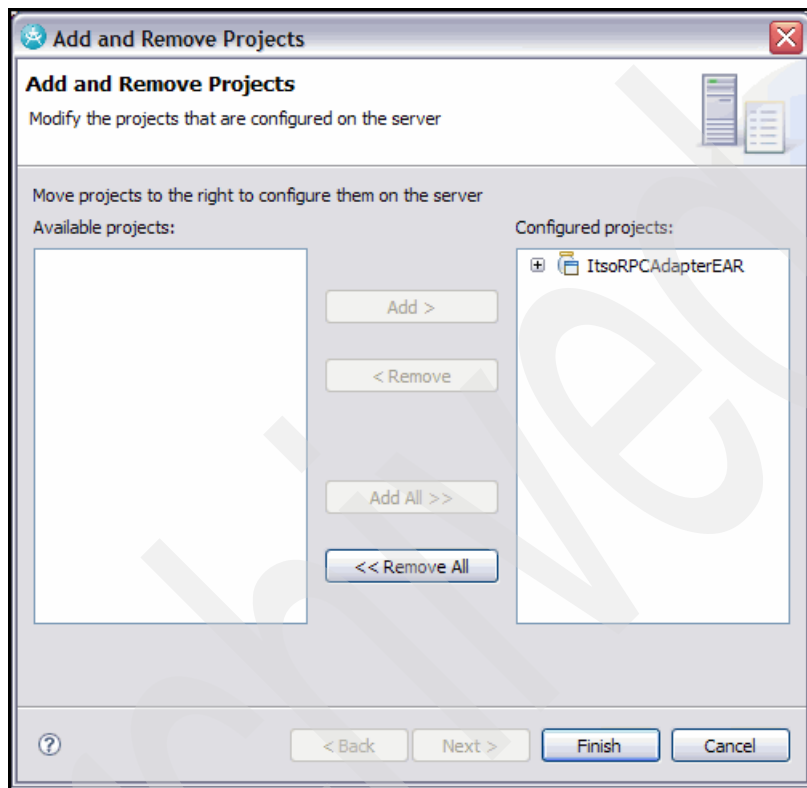 Add and Remove Projects
Add and Remove Projects
Modify the projects that are configured on the server
Move projects to the right to configure them on the server
Available projects:
Configured projects:
ItsoRPCAdapterEAR
Add >
< Remove
Add All >>
<< Remove All
< Back
Next >
Finish
Cancel